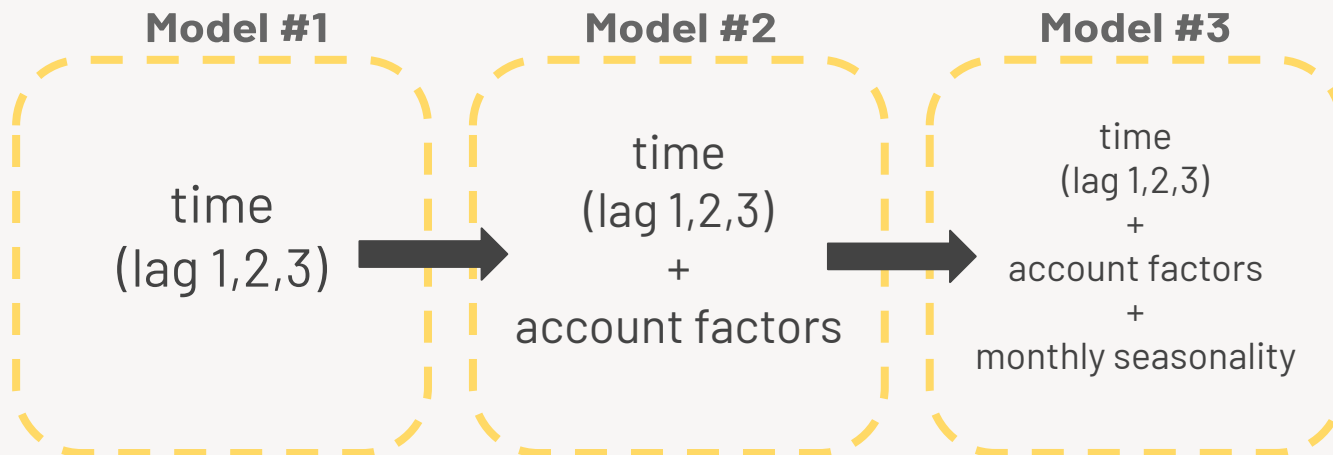 Model #1
time
(lag 1,2,3)
Model #2
time
(lag 1,2,3)
+
account factors
Model #3
time
(lag 1,2,3)
+
account factors
+
monthly seasonality